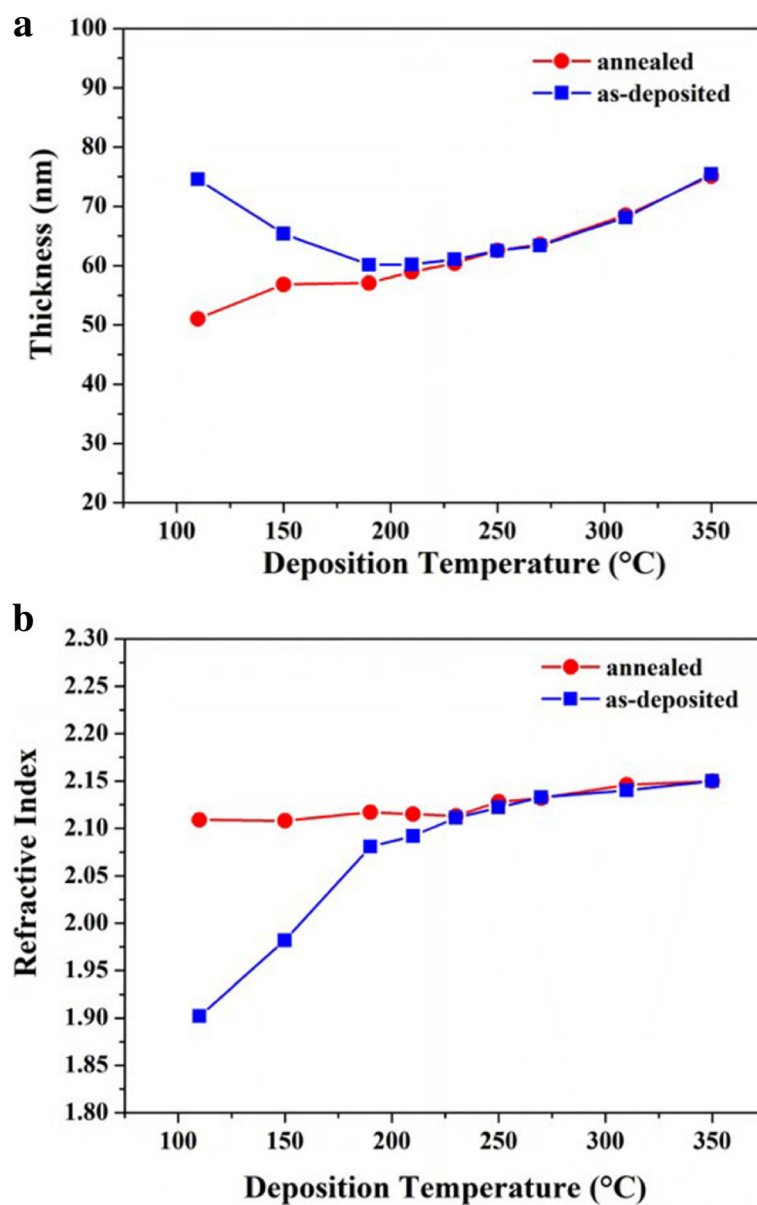 a
100
90
80
70
60
50
40
30
20
Thickness (nm)
annealed
as-deposited
100 150 200 250 300 350
Deposition Temperature (°C)
b
2.30
2.25
2.20
2.15
2.10
2.05
2.00
1.95
1.90
1.85
1.80
Refractive Index
annealed
as-deposited
100 150 200 250 300 350
Deposition Temperature (°C)